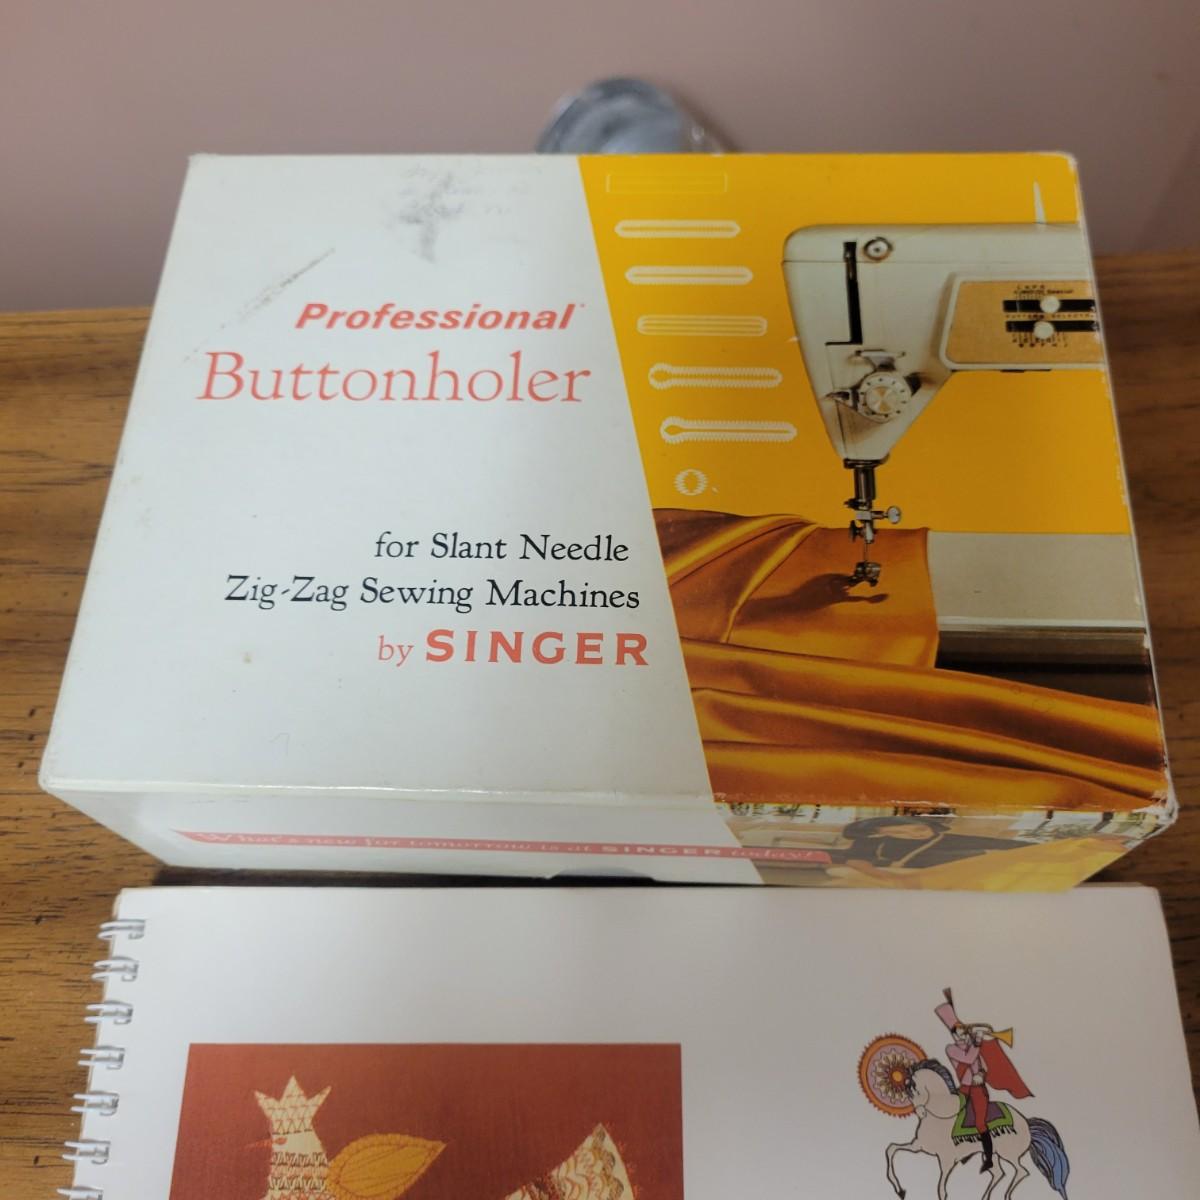 Professional*
Buttonholer
for Slant Needle
Zig-Zag Sewing Machines
by SINGER
What's new for tomorrow is at SINGER today!